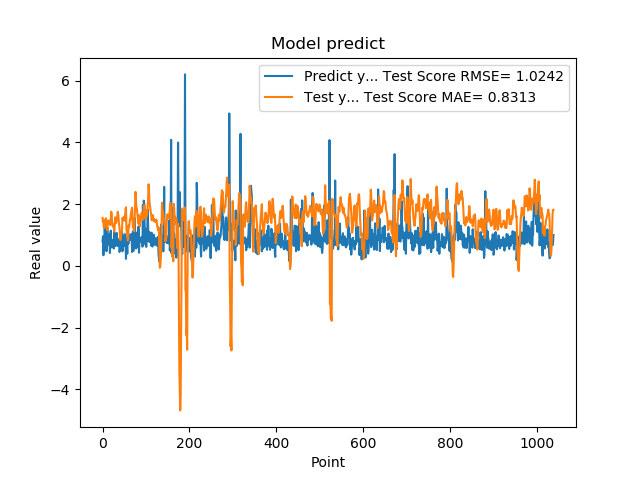 Model predict
Predict y... Test Score RMSE= 1.0242
Test y... Test Score MAE= 0.8313
6
4
2
0
−2
−4
Real value
0 200 400 600 800 1000
Point